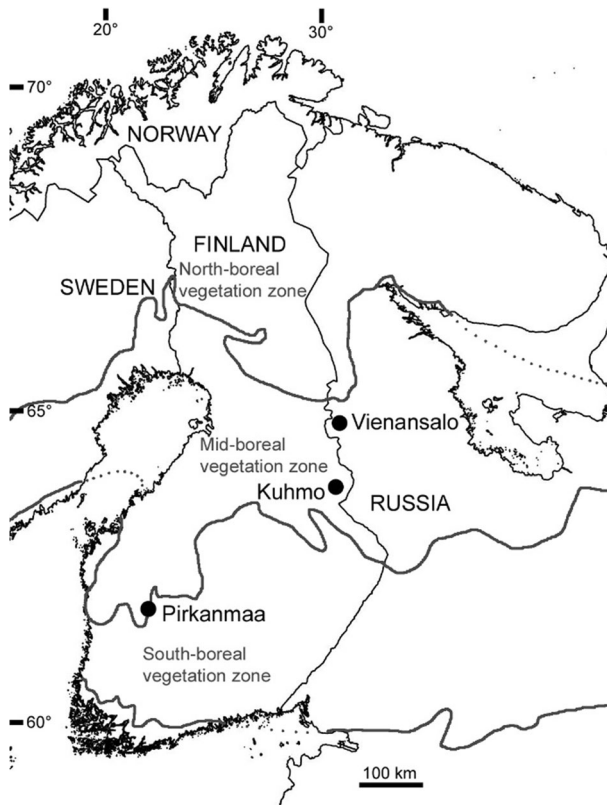 20°
30°
70°
NORWAY
FINLAND
North-boreal
vegetation zone
SWEDEN
65°
Vienansalo
Mid-boreal
vegetation zone
Kuhmo
RUSSIA
Pirkanmaa
South-boreal
vegetation zone
60°
100 km